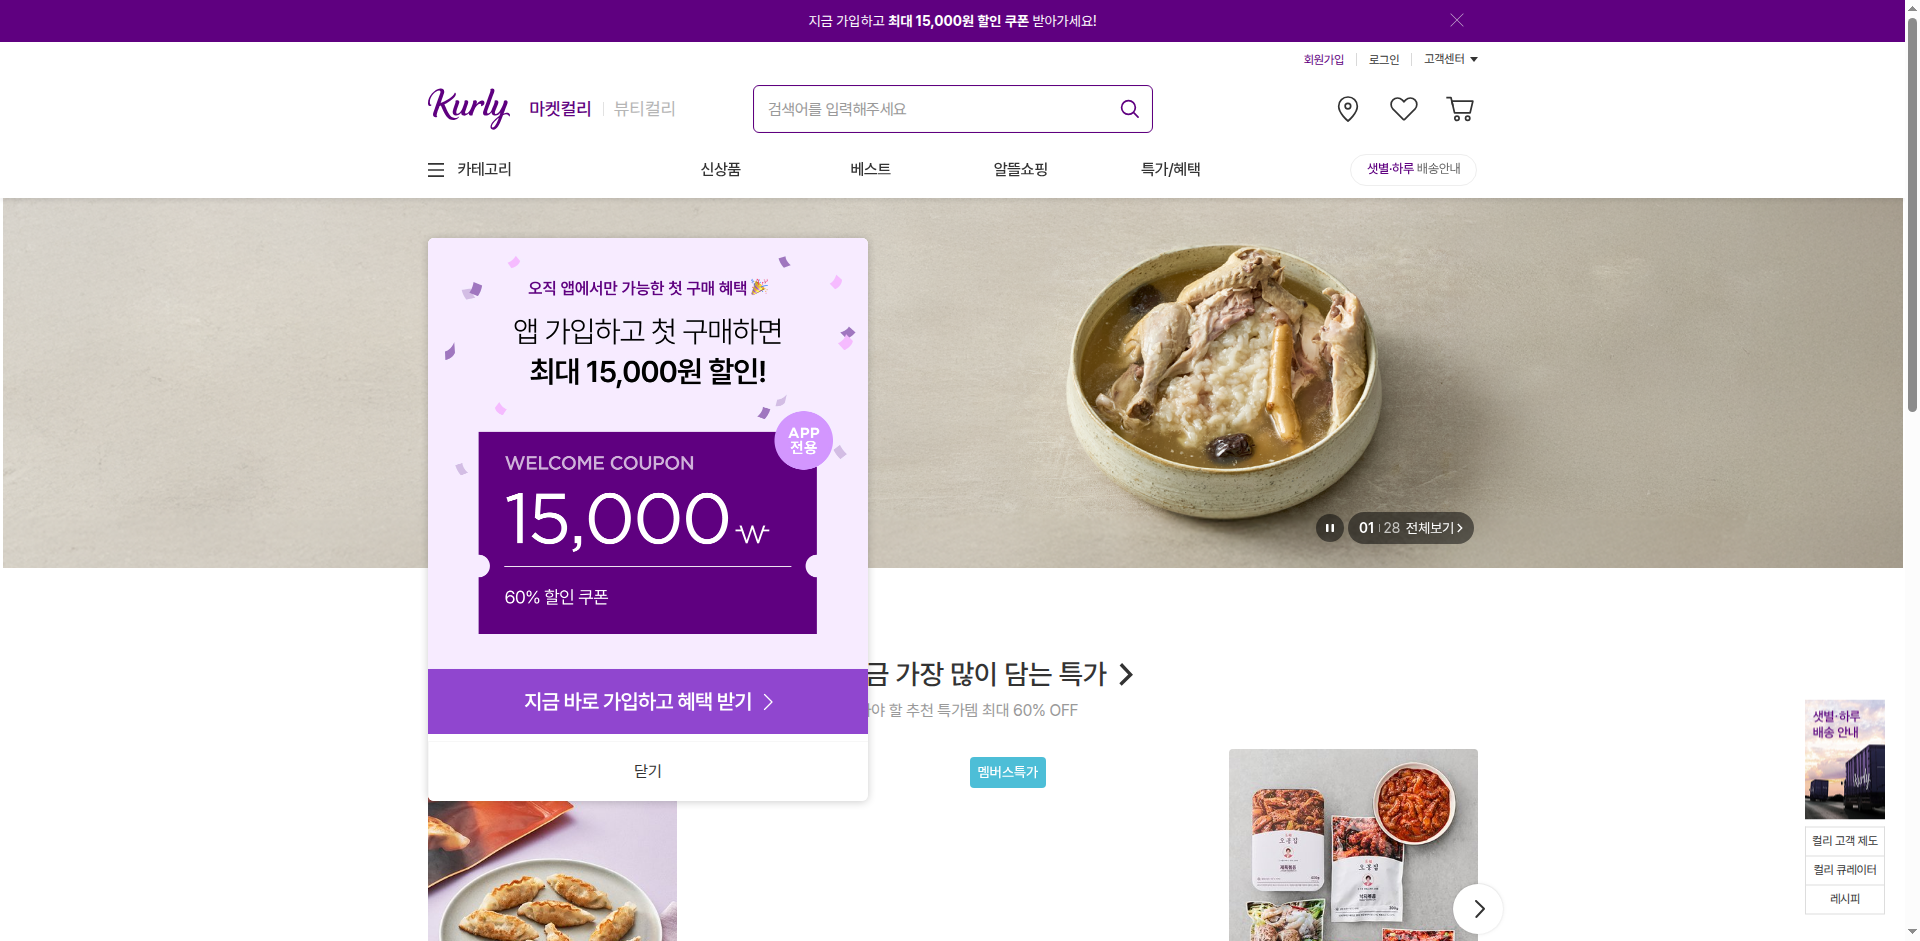 지금 가입하고 최대 15,000원 할인 쿠폰 받아가세요!
회원가입
로그인
고객센터
Kurly
마켓컬리
뷰티컬리
검색어를 입력해주세요
카테고리
신상품
베스트
알뜰쇼핑
특가/혜택
샛별·하루 배송안내
오직 앱에서만 가능한 첫 구매 혜택
앱 가입하고 첫 구매하면
최대 15,000원 할인!
APP
전용
WELCOME COUPON
15,000 ₩
60% 할인 쿠폰
지금 바로 가입하고 혜택 받기
닫기
01 28 전체보기
금 가장 많이 담는 특가
야 할 추천 특가템 최대 60% OFF
멤버스특가
샛별·하루
배송 안내
Kurly
컬리 고객 제도
컬리 큐레이터
레시피
오봉집
오봉집